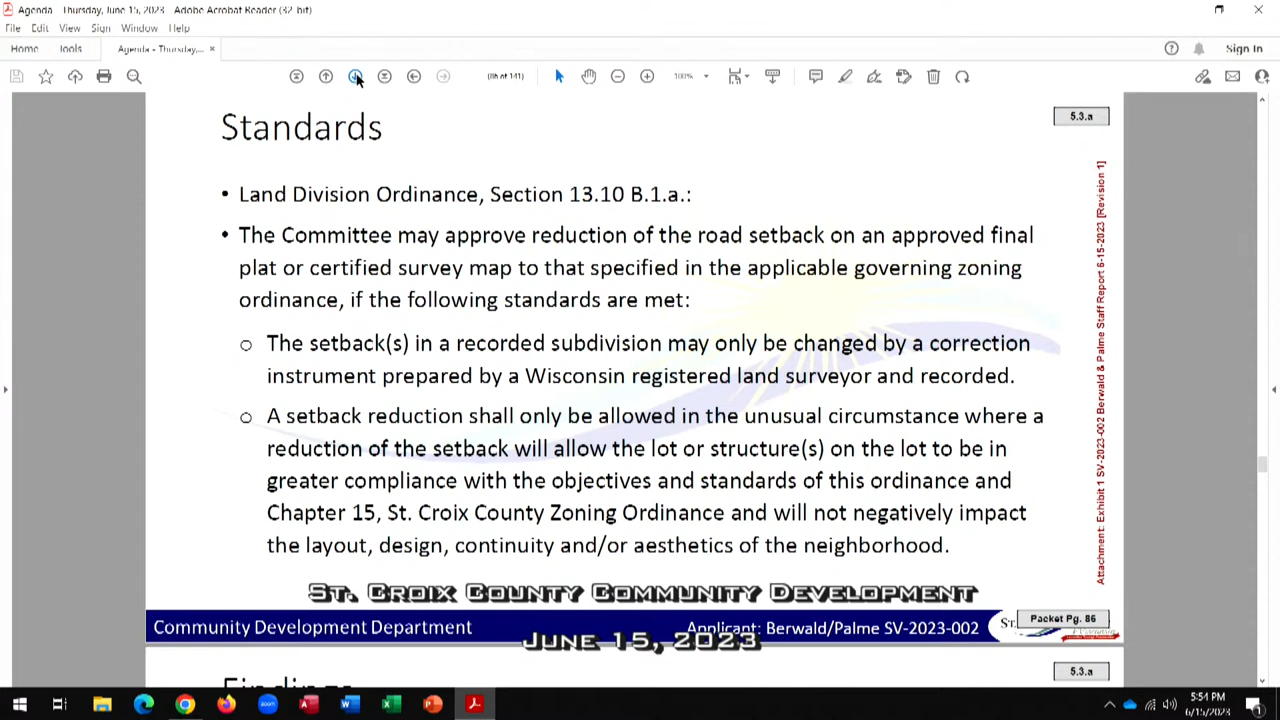 Agenda - Thursday, June 15, 2023 - Adobe Acrobat Reader (32-bit)
File Edit View Sign Window Help
Home Tools Agenda - Thursday,... × Sign In
(86 of 141) 100%
Standards
5.3.a
• Land Division Ordinance, Section 13.10 B.1.a.:
• The Committee may approve reduction of the road setback on an approved final
plat or certified survey map to that specified in the applicable governing zoning
ordinance, if the following standards are met:
o The setback(s) in a recorded subdivision may only be changed by a correction
instrument prepared by a Wisconsin registered land surveyor and recorded.
o A setback reduction shall only be allowed in the unusual circumstance where a
reduction of the setback will allow the lot or structure(s) on the lot to be in
greater compliance with the objectives and standards of this ordinance and
Chapter 15, St. Croix County Zoning Ordinance and will not negatively impact
the layout, design, continuity and/or aesthetics of the neighborhood.
Attachment: Exhibit 1 SV-2023-002 Berwald & Palme Staff Report 6-15-2023 [Revision 1]
St. Croix County Community Development
Community Development Department
Applicant: Berwald/Palme SV-2023-002
St.
Packet Pg. 86
June 15, 2023
5.3.a
Findings
5:54 PM
6/15/2023